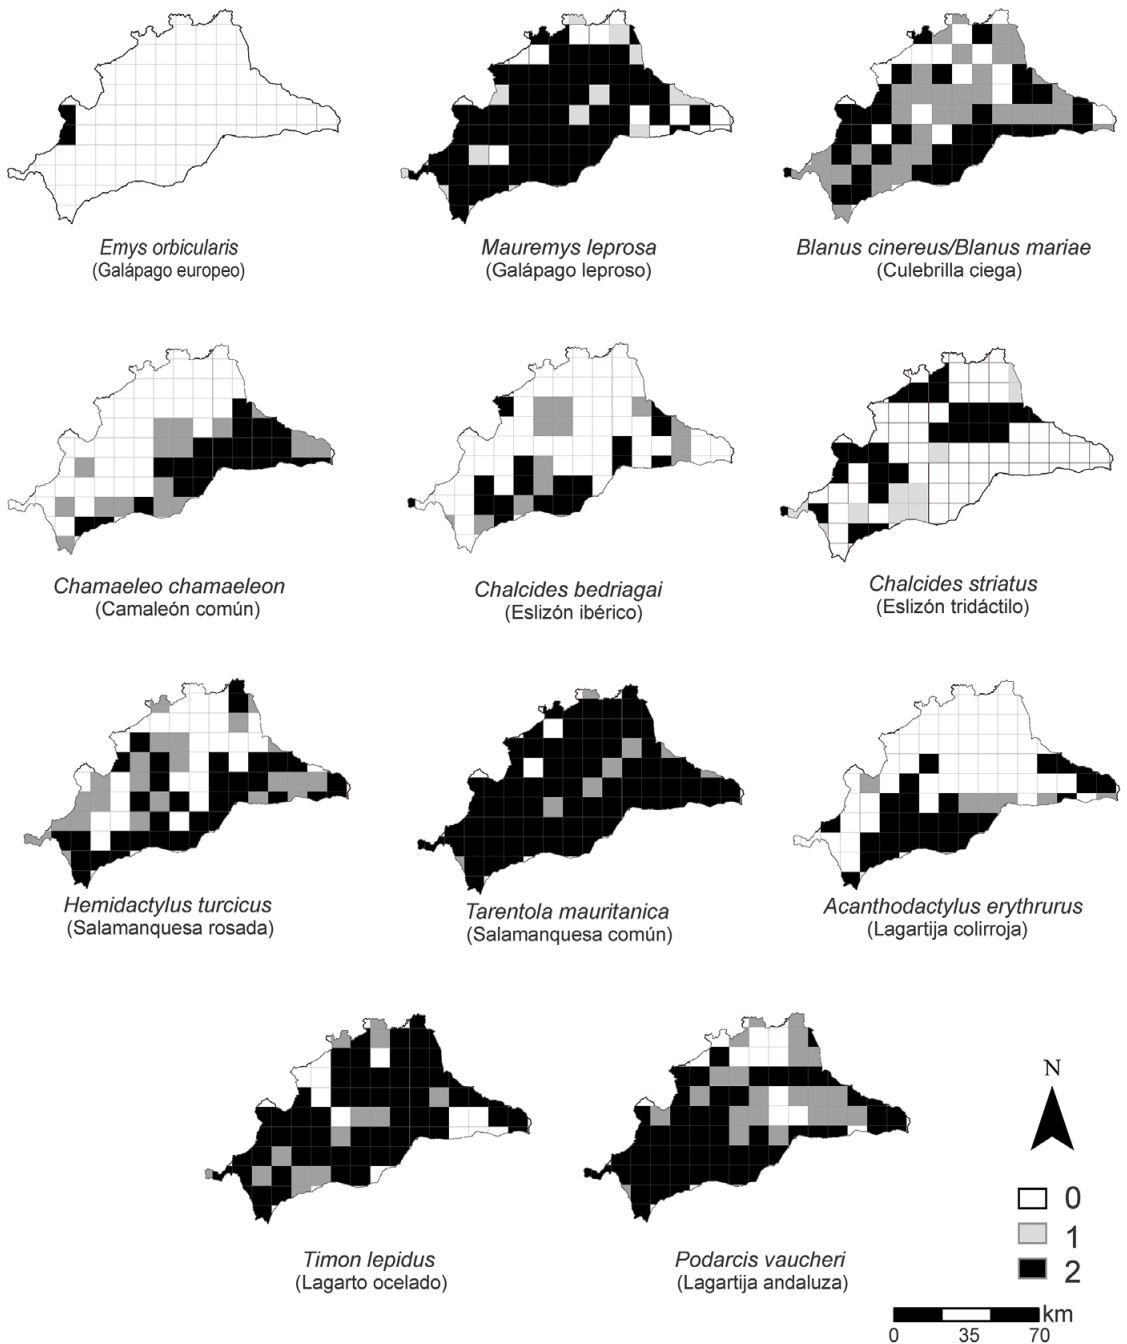 Emys orbicularis
(Galápago europeo)
Mauremys leprosa
(Galápago leproso)
Blanus cinereus/Blanus mariae
(Culebrilla ciega)
Chamaeleo chamaeleon
(Camaleón común)
Chalcides bedriagai
(Eslizón ibérico)
Chalcides striatus
(Eslizón tridáctilo)
Hemidactylus turcicus
(Salamanquesa rosada)
Tarentola mauritanica
(Salamanquesa común)
Acanthodactylus erythrurus
(Lagartija colirroja)
Timon lepidus
(Lagarto ocelado)
Podarcis vaucheri
(Lagartija andaluza)
N
0
1
2
km
0 35 70